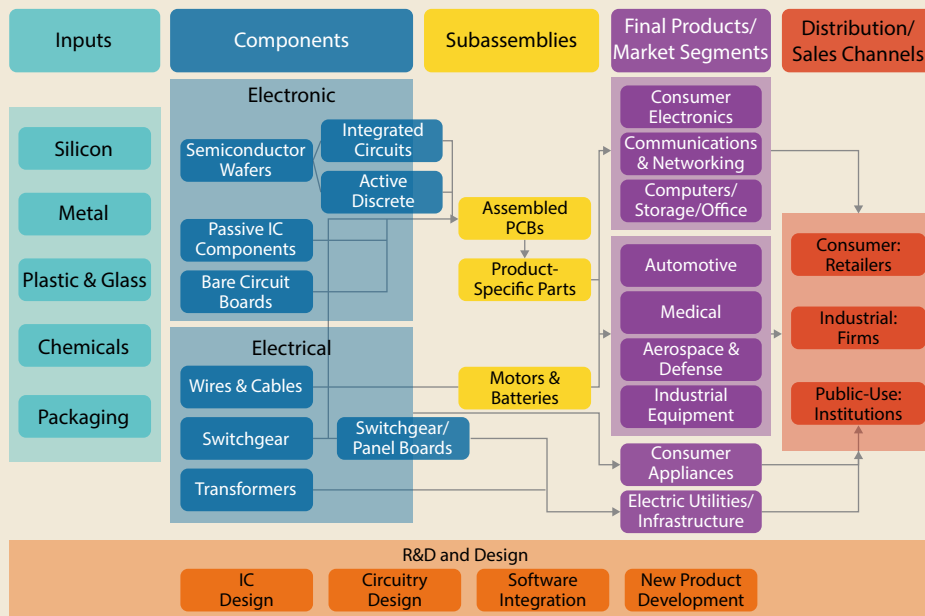 Inputs
Components
Subassemblies
Final Products/
Market Segments
Distribution/
Sales Channels
Silicon
Metal
Plastic & Glass
Chemicals
Packaging
Electronic
Semiconductor
Wafers
Integrated
Circuits
Active
Discrete
Passive IC
Components
Bare Circuit
Boards
Electrical
Wires & Cables
Switchgear
Switchgear/
Panel Boards
Transformers
Assembled
PCBs
Product-
Specific Parts
Motors &
Batteries
Consumer
Electronics
Communications
& Networking
Computers/
Storage/Office
Automotive
Medical
Aerospace &
Defense
Industrial
Equipment
Consumer
Appliances
Electric Utilities/
Infrastructure
Consumer:
Retailers
Industrial:
Firms
Public-Use:
Institutions
R&D and Design
IC
Design
Circuitry
Design
Software
Integration
New Product
Development